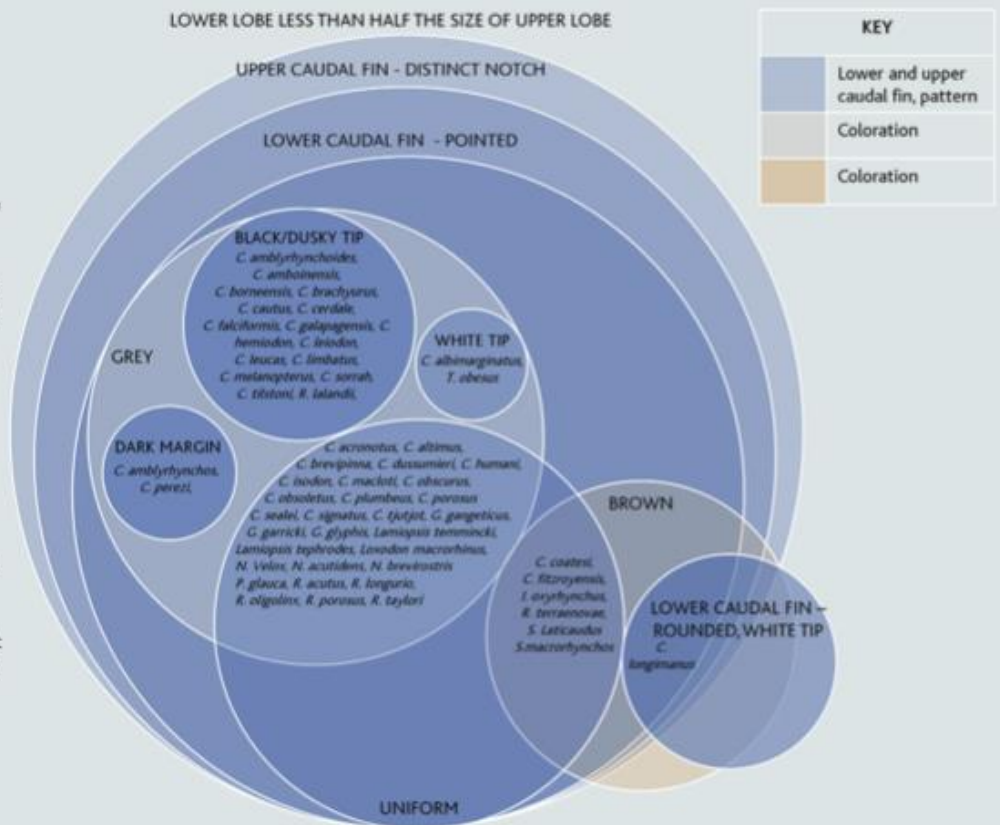 LOWER LOBE LESS THAN HALF THE SIZE OF UPPER LOBE
UPPER CAUDAL FIN - DISTINCT NOTCH
LOWER CAUDAL FIN - POINTED
KEY
Lower and upper
caudal fin, pattern
Coloration
Coloration
BLACK/DUSKY TIP
C. amblyrhynchoides,
C. amboinensis,
C. borneensis, C. brachyurus,
C. cautus, C. cerdale,
C. falciformis, C. galapagensis, C.
hemiodon, C. leiodon,
C. leucas, C. limbatus,
C. melanopterus, C. sorrah,
C. tilstoni, R. lalandii,
WHITE TIP
C. albimarginatus,
T. obesus
GREY
DARK MARGIN
C. amblyrhynchos,
C. perezi,
C. acronotus, C. altimus,
C. brevipinna, C. dussumieri, C. humani,
C. isodon, C. macloti, C. obscurus,
C. obsoletus, C. plumbeus, C. porosus
C. sealei, C. signatus, C. tjutjot, G. gangeticus,
G. garricki, G. glyphis, Lamiopsis temmincki,
Lamiopsis tephrodes, Loxodon macrorhinus,
N. Velox, N. acutidens, N. brevirostris
P. glauca, R. acutus, R. longurio,
R. oligolinx, R. porosus, R. taylori
BROWN
C. coatesi,
C. fitzroyensis,
I. oxyrhynchus,
R. terraenovae,
S. Laticaudus
S.macrorhynchos
LOWER CAUDAL FIN –
ROUNDED, WHITE TIP
C.
longimanus
UNIFORM